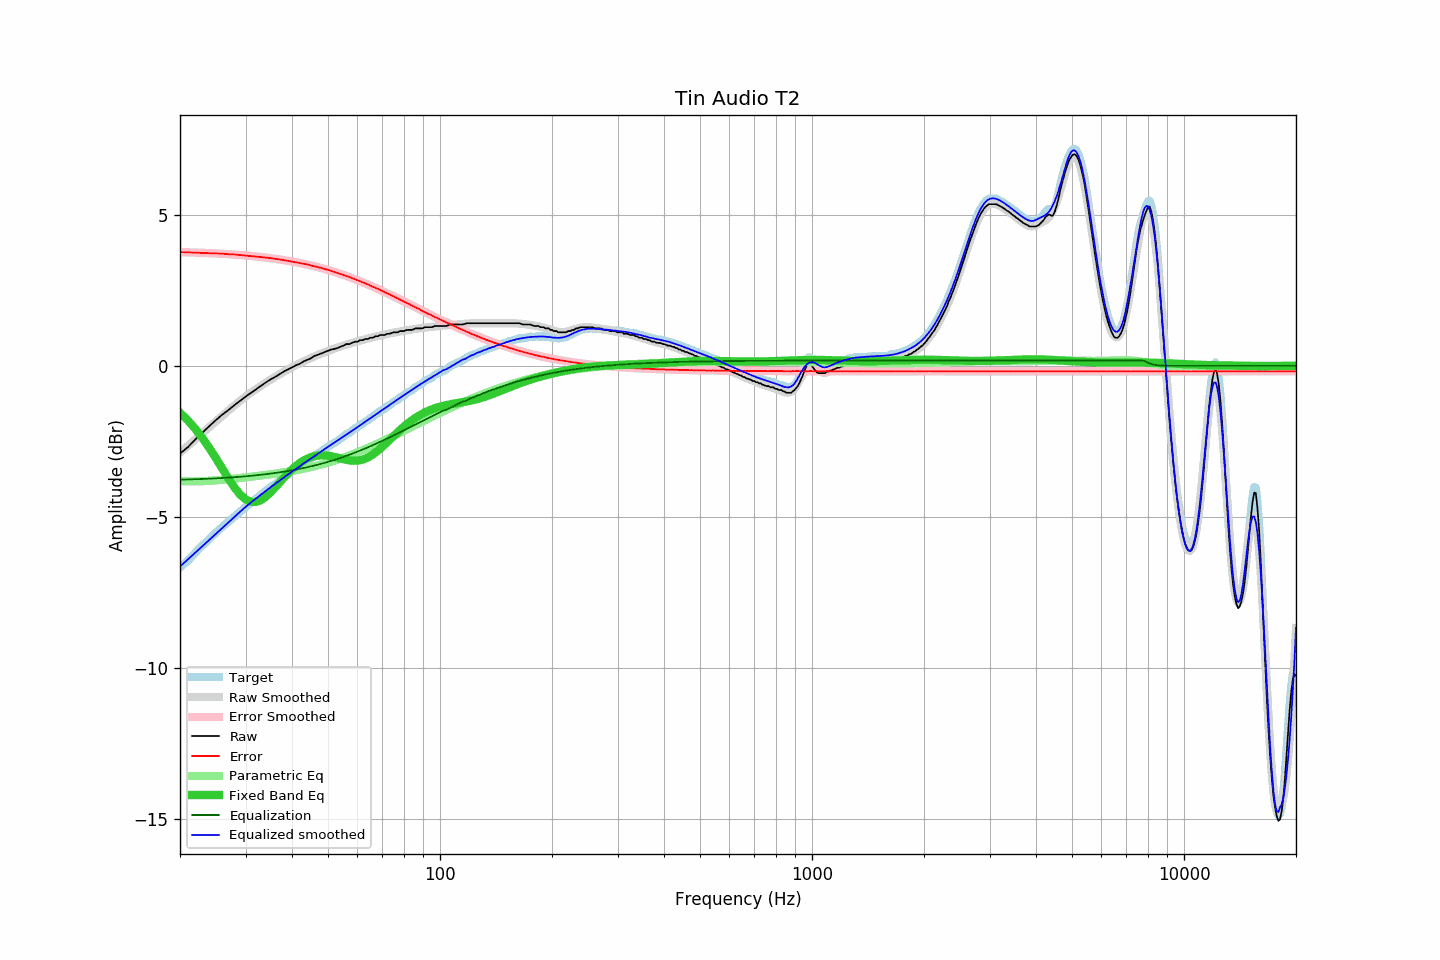 Tin Audio T2
Amplitude (dBr)
5
0
−5
−10
−15
Target
Raw Smoothed
Error Smoothed
Raw
Error
Parametric Eq
Fixed Band Eq
Equalization
Equalized smoothed
100
1000
10000
Frequency (Hz)